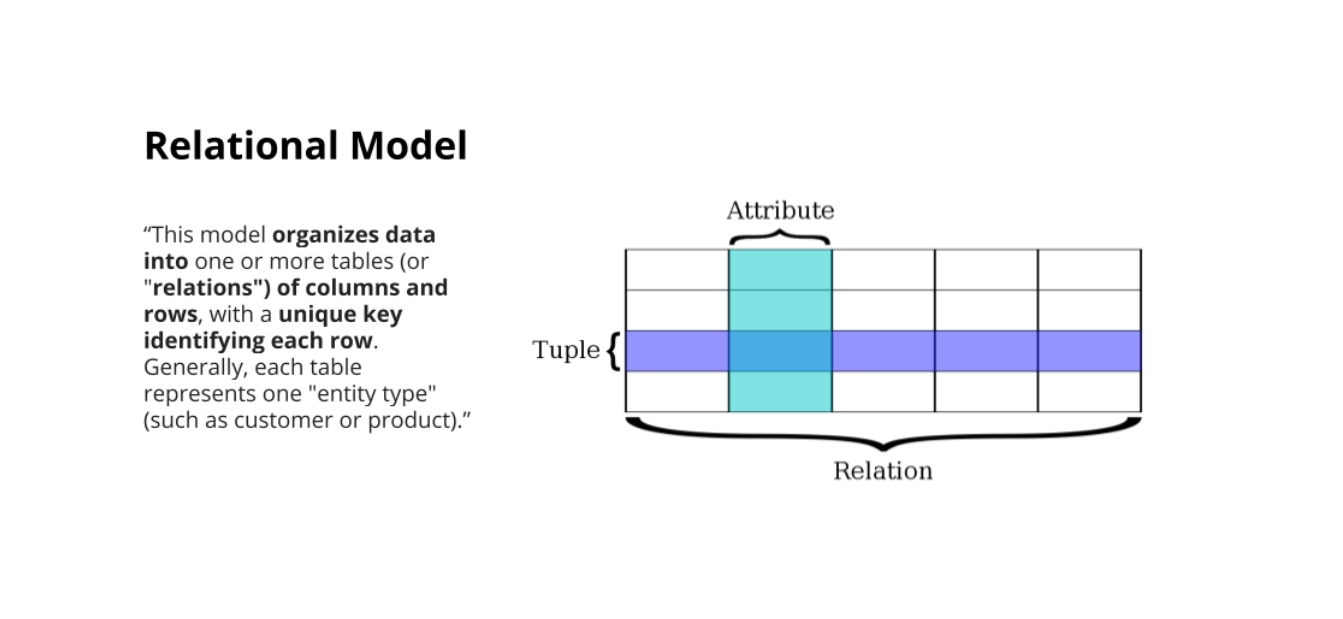 Relational Model
“This model organizes data
into one or more tables (or
"relations") of columns and
rows, with a unique key
identifying each row.
Generally, each table
represents one "entity type"
(such as customer or product).”
Attribute
Tuple
Relation